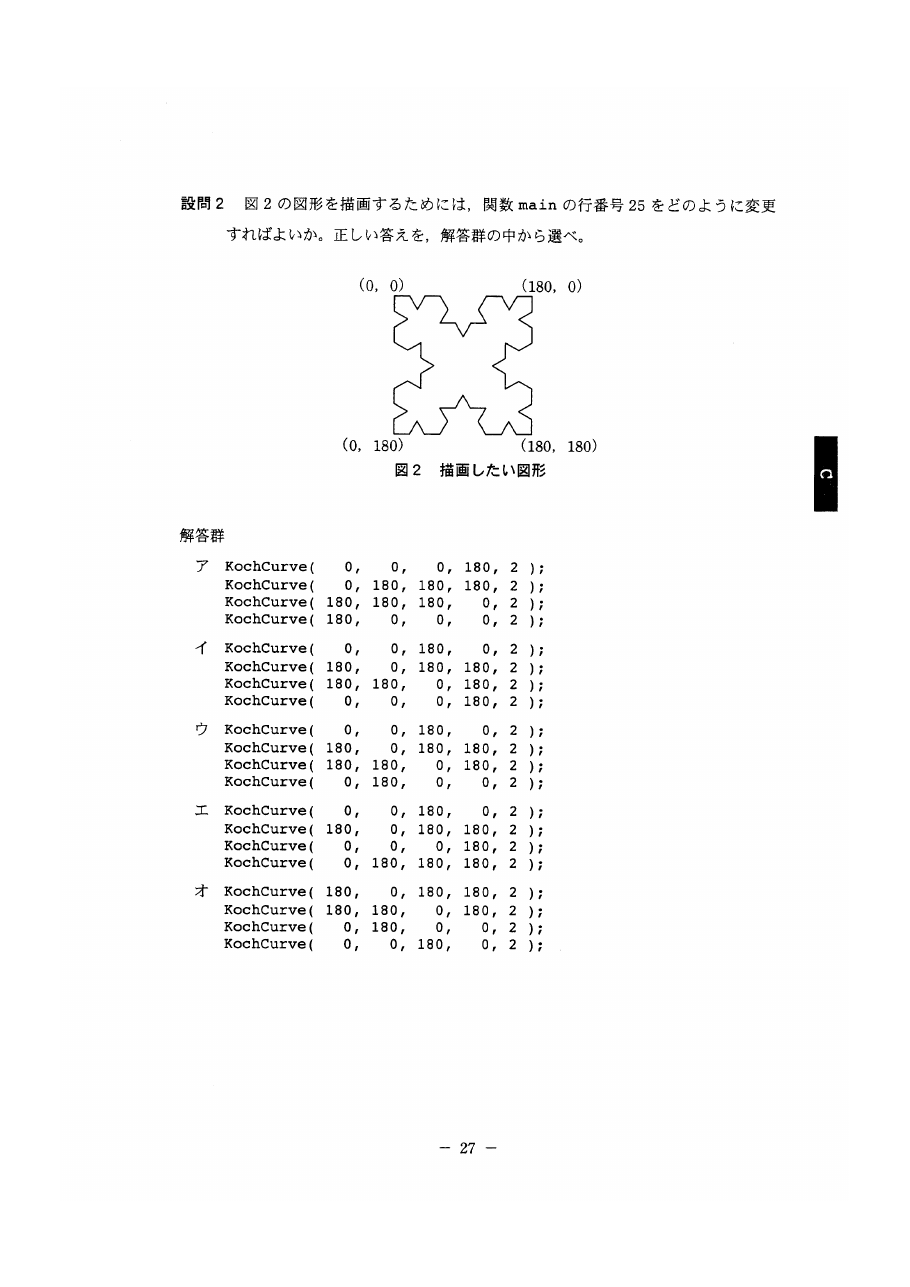 設問2 図2の図形を描画するためには，関数 main の行番号 25 をどのように変更
すればよいか。正しい答えを，解答群の中から選べ。
(0, 0) (180, 0)
(0, 180) (180, 180)
図2 描画したい図形
C
解答群
ア KochCurve( 0, 0, 0, 180, 2 );
KochCurve( 0, 180, 180, 180, 2 );
KochCurve( 180, 180, 180, 0, 2 );
KochCurve( 180, 0, 0, 0, 2 );
イ KochCurve( 0, 0, 180, 0, 2 );
KochCurve( 180, 0, 180, 180, 2 );
KochCurve( 180, 180, 0, 180, 2 );
KochCurve( 0, 0, 0, 180, 2 );
ウ KochCurve( 0, 0, 180, 0, 2 );
KochCurve( 180, 0, 180, 180, 2 );
KochCurve( 180, 180, 0, 180, 2 );
KochCurve( 0, 180, 0, 0, 2 );
エ KochCurve( 0, 0, 180, 0, 2 );
KochCurve( 180, 0, 180, 180, 2 );
KochCurve( 0, 0, 0, 180, 2 );
KochCurve( 0, 180, 180, 180, 2 );
オ KochCurve( 180, 0, 180, 180, 2 );
KochCurve( 180, 180, 0, 180, 2 );
KochCurve( 0, 180, 0, 0, 2 );
KochCurve( 0, 0, 180, 0, 2 );
− 27 −